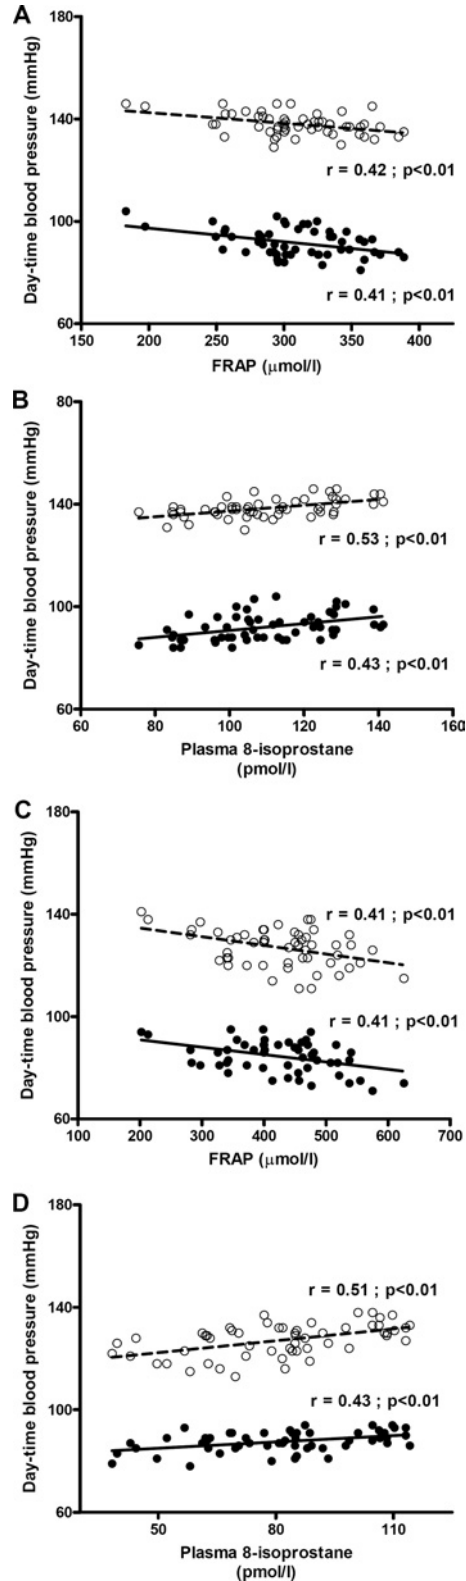 A
Day-time blood pressure (mmHg)
180
140
100
60
r = 0.42 ; p<0.01
r = 0.41 ; p<0.01
150 200 250 300 350 400
FRAP (μmol/l)
B
Day-time blood pressure (mmHg)
80
140
100
60
r = 0.53 ; p<0.01
r = 0.43 ; p<0.01
60 80 100 120 140 160
Plasma 8-isoprostane
(pmol/l)
C
Day-time blood pressure (mmHg)
180
140
100
60
r = 0.41 ; p<0.01
r = 0.41 ; p<0.01
100 200 300 400 500 600 700
FRAP (μmol/l)
D
Day-time blood pressure (mmHg)
180
140
100
60
r = 0.51 ; p<0.01
r = 0.43 ; p<0.01
50 80 110
Plasma 8-isoprostane
(pmol/l)